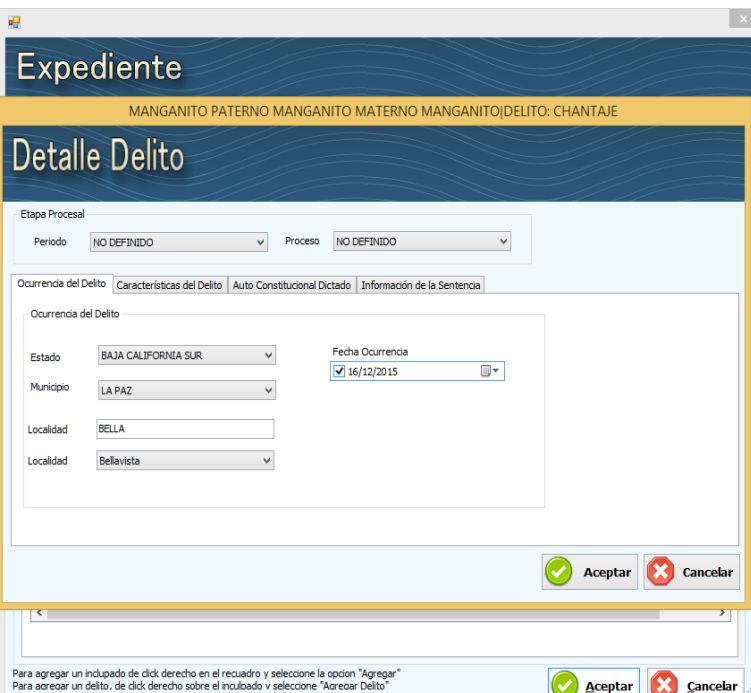 Expediente
MANGANITO PATERNO MANGANITO MATERNO MANGANITO|DELITO: CHANTAJE
Detalle Delito
Etapa Procesal
Periodo NO DEFINIDO Proceso NO DEFINIDO
Ocurrencia del Delito Características del Delito Auto Constitucional Dictado Información de la Sentencia
Ocurrencia del Delito
Estado BAJA CALIFORNIA SUR Fecha Ocurrencia
16/12/2015
Municipio LA PAZ
Localidad BELLA
Localidad Bellavista
Aceptar Cancelar
Para agregar un indupado de click derecho en el recuadro y seleccione la opcion "Agregar"
Para agregar un delito, de click derecho sobre el inculpado y seleccione "Agregar Delito"
Aceptar Cancelar